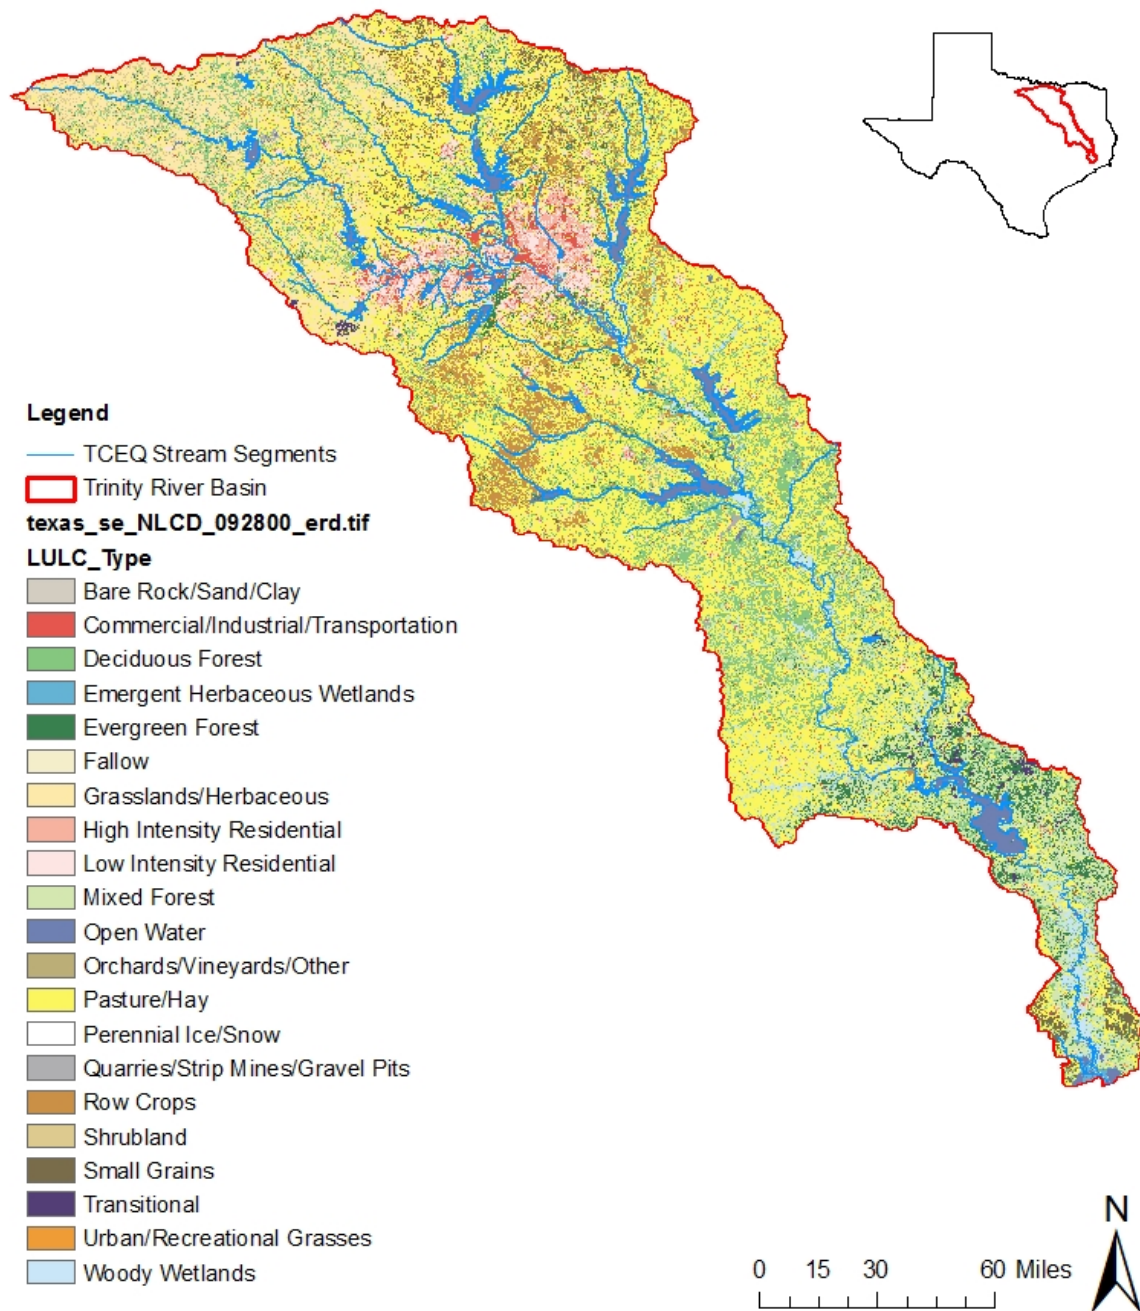 Legend
TCEQ Stream Segments
Trinity River Basin
texas_se_NLCD_092800_erd.tif
LULC_Type
Bare Rock/Sand/Clay
Commercial/Industrial/Transportation
Deciduous Forest
Emergent Herbaceous Wetlands
Evergreen Forest
Fallow
Grasslands/Herbaceous
High Intensity Residential
Low Intensity Residential
Mixed Forest
Open Water
Orchards/Vineyards/Other
Pasture/Hay
Perennial Ice/Snow
Quarries/Strip Mines/Gravel Pits
Row Crops
Shrubland
Small Grains
Transitional
Urban/Recreational Grasses
Woody Wetlands
N
0 15 30 60 Miles